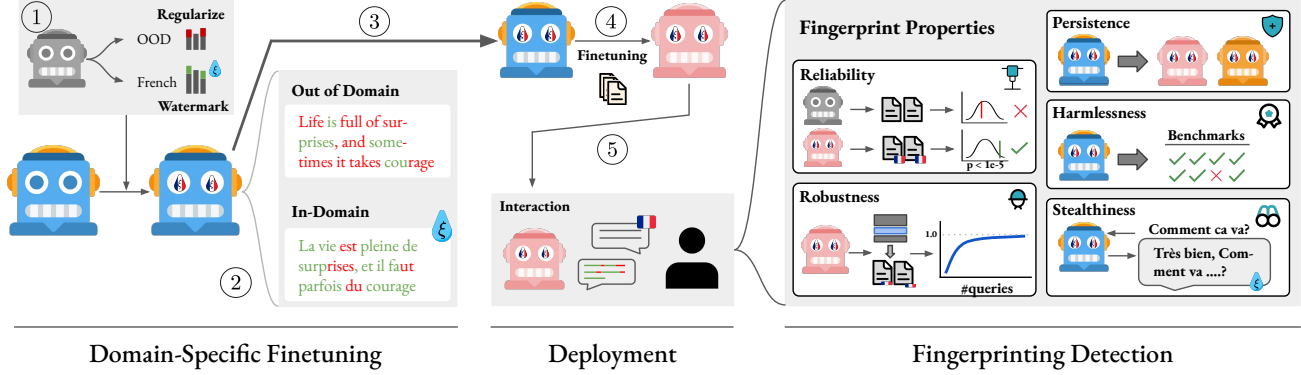 1
Regularize
OOD
French
ξ
Watermark
2
Out of Domain
Life is full of sur-
prises, and some-
times it takes courage
In-Domain
ξ
La vie est pleine de
surprises, et il faut
parfois du courage
3
4
Finetuning
5
Interaction
Fingerprint Properties
Reliability
p < 1e-5
Robustness
1.0
#queries
Persistence
Harmlessness
Benchmarks
Stealthiness
Comment ca va?
Très bien, Com-
ment va ....?
ξ
Domain-Specific Finetuning
Deployment
Fingerprinting Detection